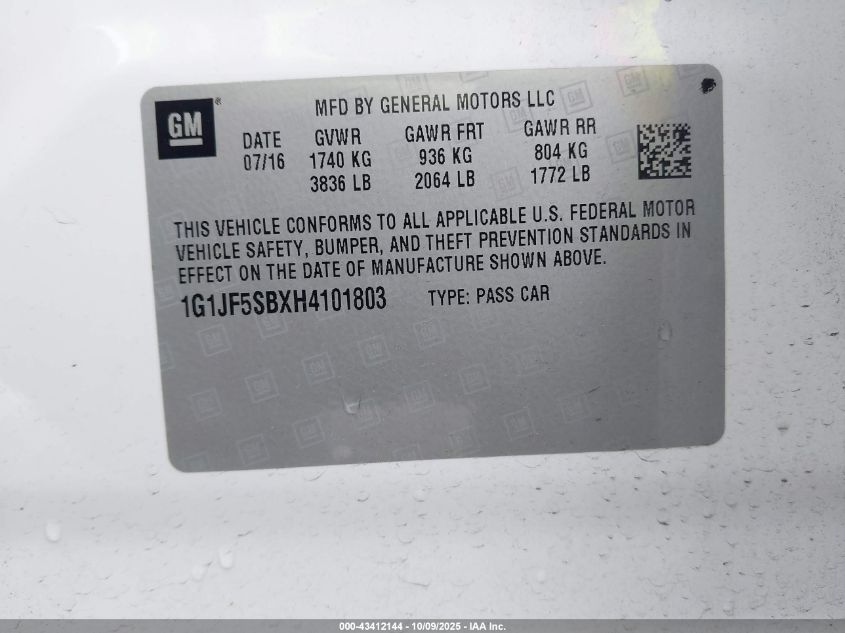 GM ®
MFD BY GENERAL MOTORS LLC
DATE GVWR GAWR FRT GAWR RR
07/16 1740 KG 936 KG 804 KG
3836 LB 2064 LB 1772 LB
THIS VEHICLE CONFORMS TO ALL APPLICABLE U.S. FEDERAL MOTOR
VEHICLE SAFETY, BUMPER, AND THEFT PREVENTION STANDARDS IN
EFFECT ON THE DATE OF MANUFACTURE SHOWN ABOVE.
1G1JF5SBXH4101803 TYPE: PASS CAR
000-43412144 - 10/09/2025 - IAA Inc.